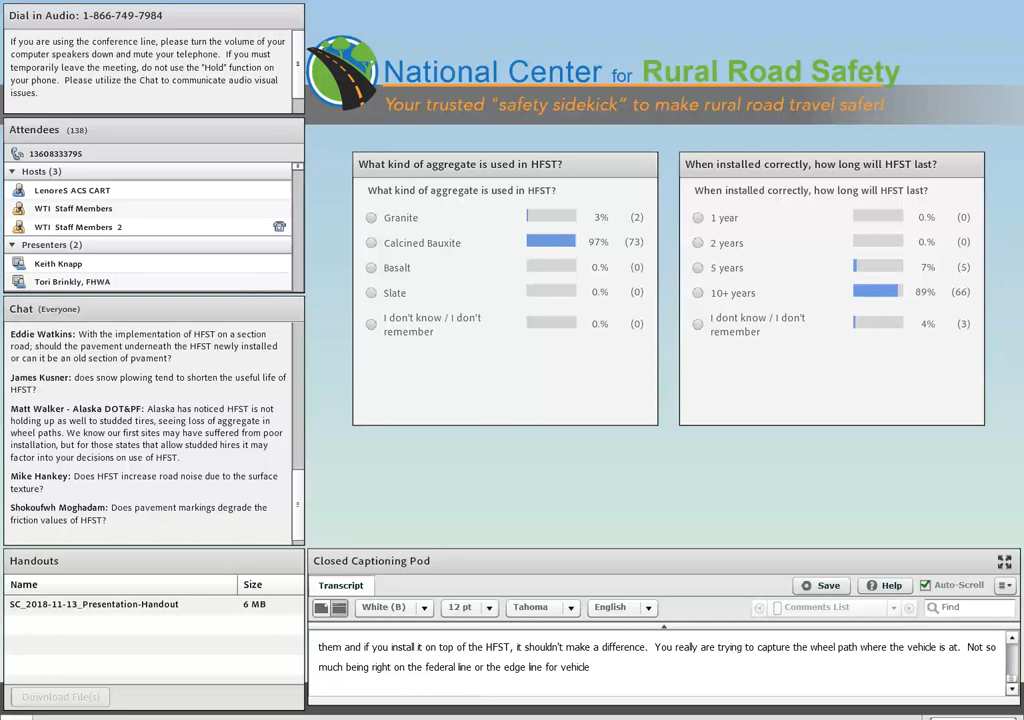 Dial in Audio: 1-866-749-7984
If you are using the conference line, please turn the volume of your
computer speakers down and mute your telephone. If you must
temporarily leave the meeting, do not use the "Hold" function on
your phone. Please utilize the Chat to communicate audio visual
issues.
National Center for Rural Road Safety
Your trusted "safety sidekick" to make rural road travel safer!
Attendees (138)
13608333795
Hosts (3)
LenoreS ACS CART
WTI Staff Members
WTI Staff Members 2
Presenters (2)
Keith Knapp
Tori Brinkly, FHWA
What kind of aggregate is used in HFST?
What kind of aggregate is used in HFST?
Granite 3% (2)
Calcined Bauxite 97% (73)
Basalt 0.% (0)
Slate 0.% (0)
I don't know / I don't
remember 0.% (0)
When installed correctly, how long will HFST last?
When installed correctly, how long will HFST last?
1 year 0.% (0)
2 years 0.% (0)
5 years 7% (5)
10+ years 89% (66)
I dont know / I don't
remember 4% (3)
Chat (Everyone)
Eddie Watkins: With the implementation of HFST on a section
road; should the pavement underneath the HFST newly installed
or can it be an old section of pvament?
James Kusner: does snow plowing tend to shorten the useful life of
HFST?
Matt Walker - Alaska DOT&PF: Alaska has noticed HFST is not
holding up as well to studded tires, seeing loss of aggregate in
wheel paths. We know our first sites may have suffered from poor
installation, but for those states that allow studded hires it may
factor into your decisions on use of HFST.
Mike Hankey: Does HFST increase road noise due to the surface
texture?
Shokoufwh Moghadam: Does pavement markings degrade the
friction values of HFST?
Handouts
Name Size
SC_2018-11-13_Presentation-Handout 6 MB
Download File(s)
Closed Captioning Pod
Transcript Save Help Auto-Scroll
White (B) 12 pt Tahoma English Comments List Find
them and if you install it on top of the HFST, it shouldn't make a difference. You really are trying to capture the wheel path where the vehicle is at. Not so
much being right on the federal line or the edge line for vehicle